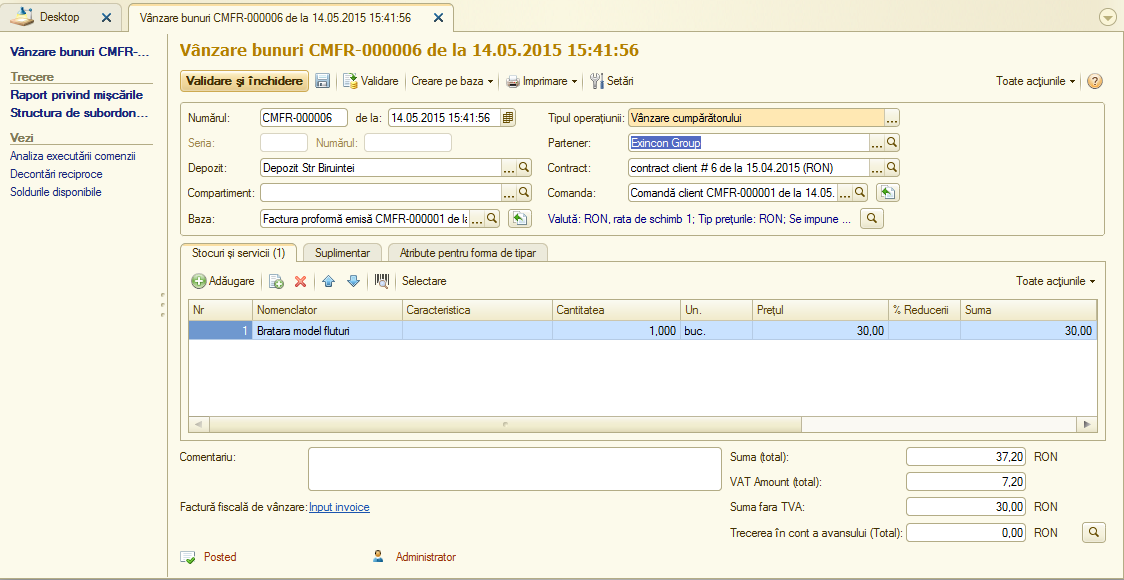 Desktop
Vânzare bunuri CMFR-000006 de la 14.05.2015 15:41:56
Vânzare bunuri CMFR-...
Trecere
Raport privind mișcările
Structura de subordon...
Vezi
Analiza executării comenzii
Decontări reciproce
Soldurile disponibile
Vânzare bunuri CMFR-000006 de la 14.05.2015 15:41:56
Validare și închidere Validare Creare pe baza Imprimare Setări Toate acțiunile
Numărul: CMFR-000006 de la: 14.05.2015 15:41:56 Tipul operațiunii: Vânzare cumpărătorului ...
Seria: Numărul: Partener: Exincon Group ...
Depozit: Depozit Str Biruintei ... Contract: contract client # 6 de la 15.04.2015 (RON) ...
Compartiment: ... Comanda: Comandă client CMFR-000001 de la 14.05. ...
Baza: Factura proformă emisă CMFR-000001 de la ... Valută: RON, rata de schimb 1; Tip prețurile: RON; Se impune ...
Stocuri și servicii (1) Suplimentar Atribute pentru forma de tipar
Adăugare Selectare Toate acțiunile
Nr Nomenclator Caracteristica Cantitatea Un. Prețul % Reducerii Suma
1 Bratara model fluturi 1,000 buc. 30,00 30,00
Comentariu: Suma (total): 37,20 RON
VAT Amount (total): 7,20
Factură fiscală de vânzare: Input invoice Suma fara TVA: 30,00 RON
Trecerea în cont a avansului (Total): 0,00 RON
Posted Administrator